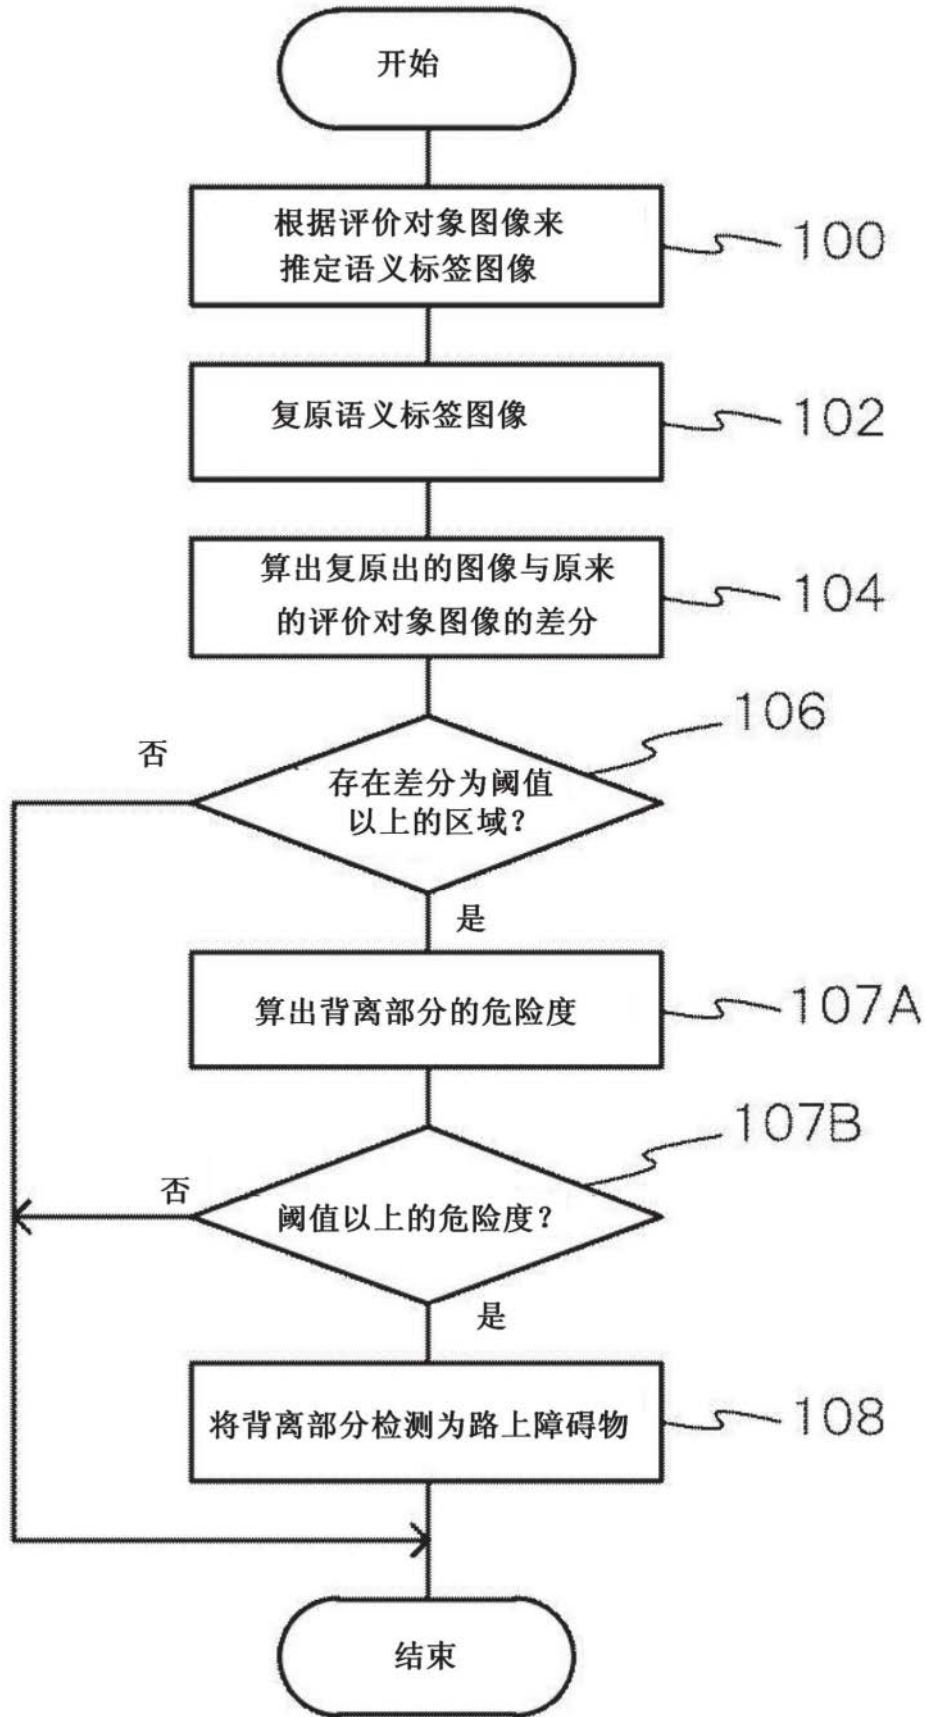 开始
根据评价对象图像来
推定语义标签图像
100
复原语义标签图像
102
算出复原出的图像与原来
的评价对象图像的差分
104
106
否
存在差分为阈值
以上的区域？
是
算出背离部分的危险度
107A
107B
否
阈值以上的危险度？
是
将背离部分检测为路上障碍物
108
结束